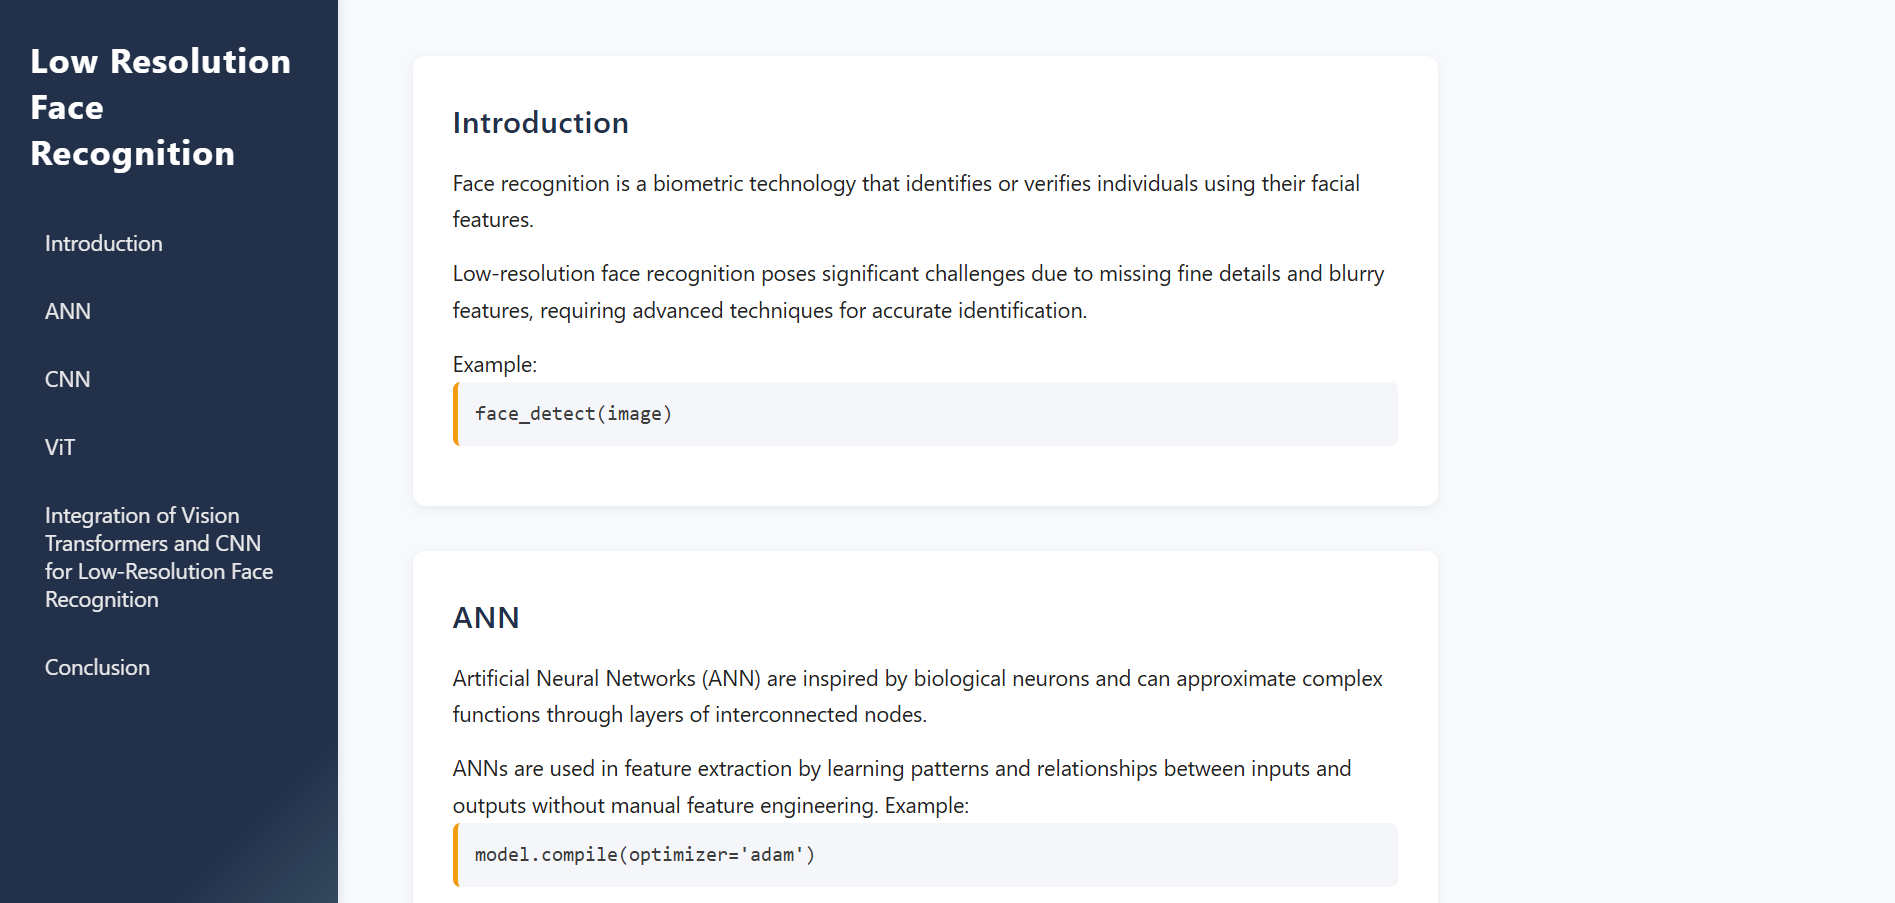 Low Resolution
Face
Recognition
Introduction
ANN
CNN
ViT
Integration of Vision
Transformers and CNN
for Low-Resolution Face
Recognition
Conclusion
Introduction
Face recognition is a biometric technology that identifies or verifies individuals using their facial
features.
Low-resolution face recognition poses significant challenges due to missing fine details and blurry
features, requiring advanced techniques for accurate identification.
Example:
face_detect(image)
ANN
Artificial Neural Networks (ANN) are inspired by biological neurons and can approximate complex
functions through layers of interconnected nodes.
ANNs are used in feature extraction by learning patterns and relationships between inputs and
outputs without manual feature engineering. Example:
model.compile(optimizer='adam')